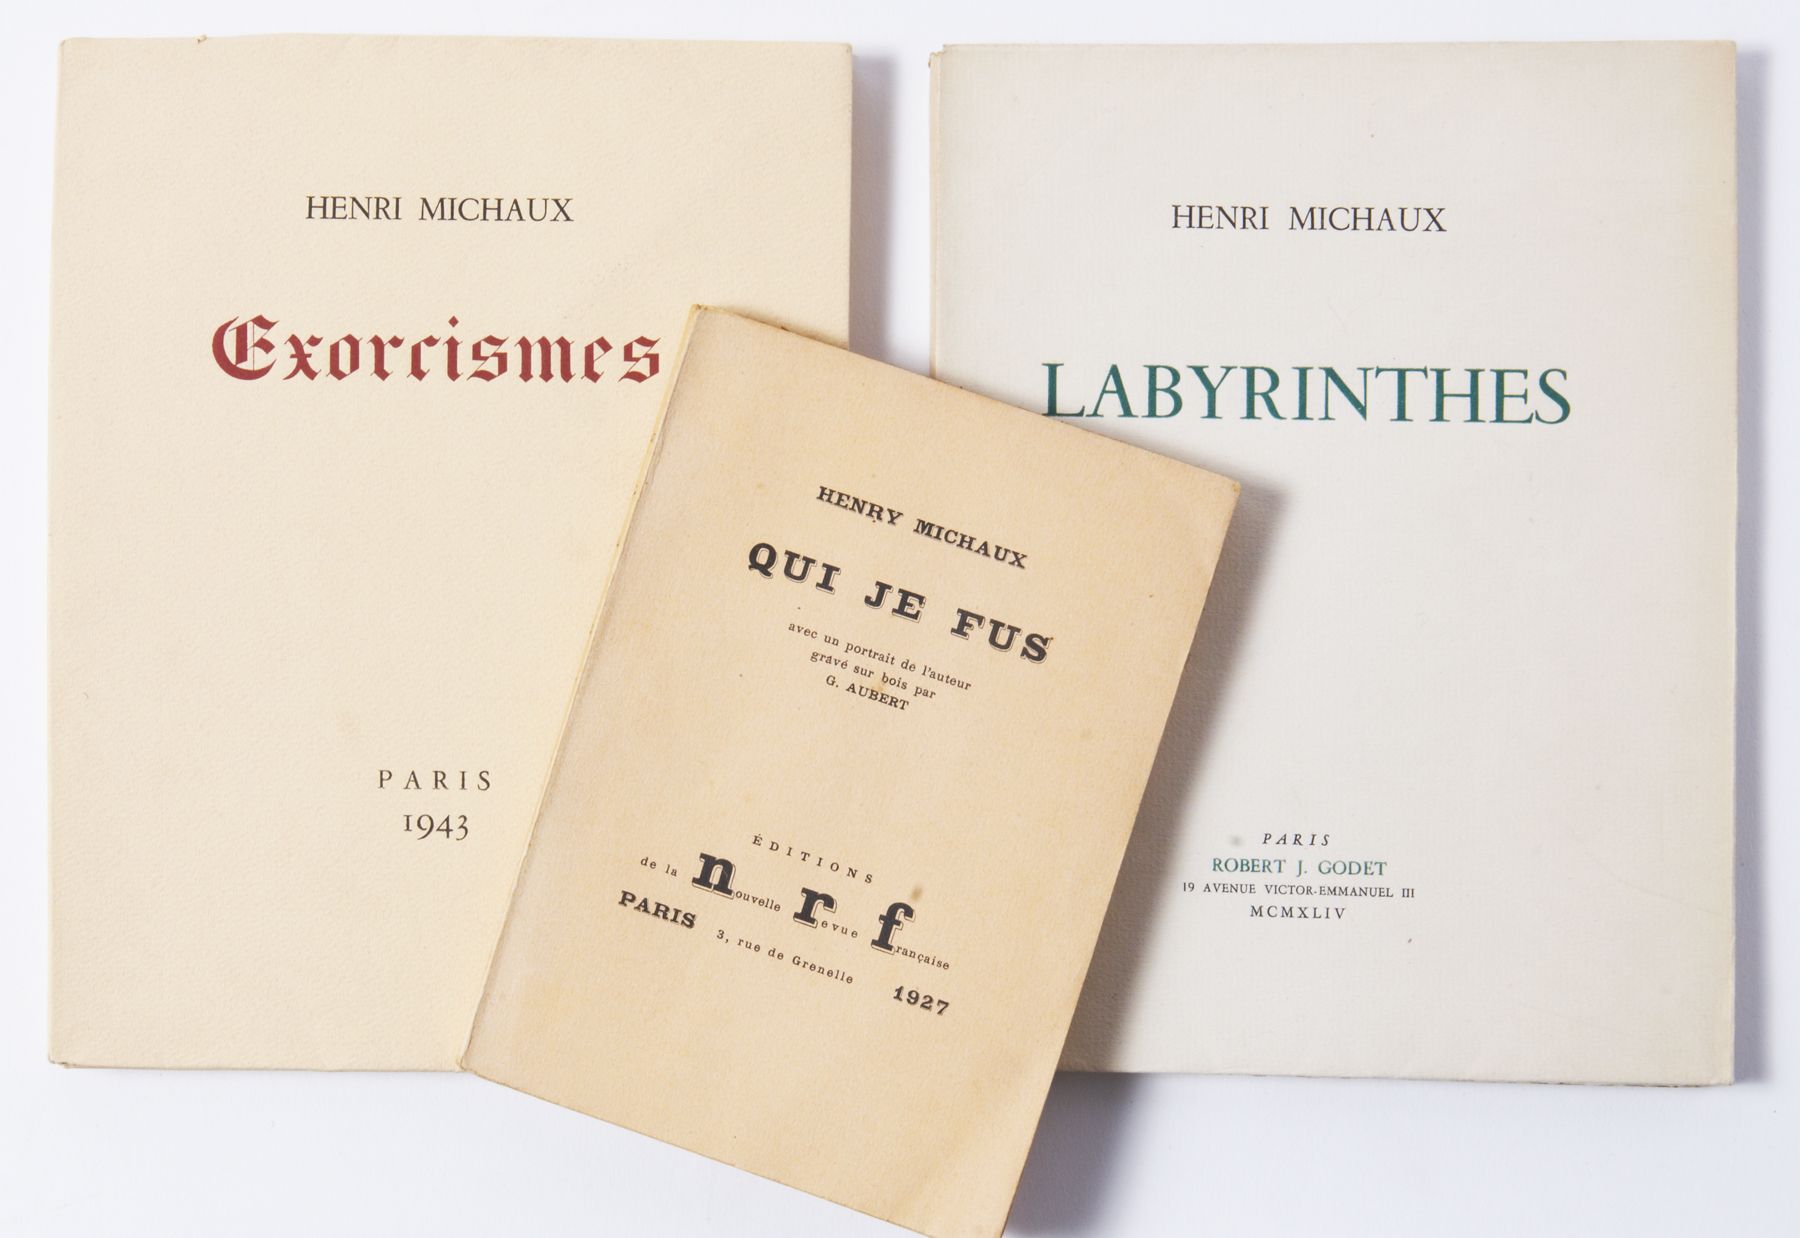 HENRI MICHAUX
Exorcismes
PARIS
1943
HENRY MICHAUX
QUI JE FUS
avec un portrait de l'auteur
gravé sur bois par
G. AUBERT
ÉDITIONS
de la nouvelle revue française
PARIS 3, rue de Grenelle 1927
HENRI MICHAUX
LABYRINTHES
PARIS
ROBERT J. GODET
19 AVENUE VICTOR-EMMANUEL III
MCMXLIV